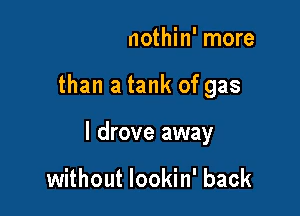 nothin' more
than a tank of gas
I drove away
without lookin' back